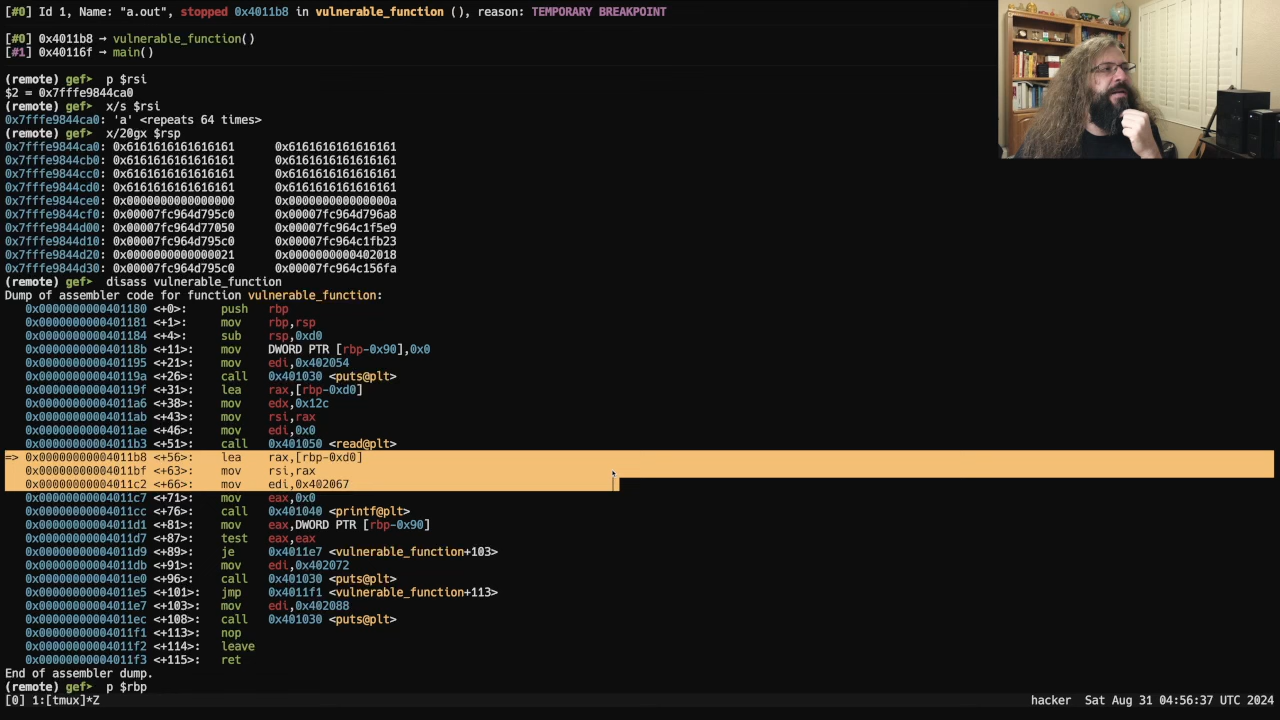 [#0] Id 1, Name: "a.out", stopped 0x4011b8 in vulnerable_function (), reason: TEMPORARY BREAKPOINT
[#0] 0x4011b8 → vulnerable_function()
[#1] 0x40116f → main()
(remote) gef➤  p $rsi
$2 = 0x7fffe9844ca0
(remote) gef➤  x/s $rsi
0x7fffe9844ca0: 'a' <repeats 64 times>
(remote) gef➤  x/20gx $rsp
0x7fffe9844ca0: 0x6161616161616161      0x6161616161616161
0x7fffe9844cb0: 0x6161616161616161      0x6161616161616161
0x7fffe9844cc0: 0x6161616161616161      0x6161616161616161
0x7fffe9844cd0: 0x6161616161616161      0x6161616161616161
0x7fffe9844ce0: 0x0000000000000000      0x000000000000000a
0x7fffe9844cf0: 0x00007fc964d795c0      0x00007fc964d796a8
0x7fffe9844d00: 0x00007fc964d77050      0x00007fc964c1f5e9
0x7fffe9844d10: 0x00007fc964d795c0      0x00007fc964c1fb23
0x7fffe9844d20: 0x0000000000000021      0x0000000000402018
0x7fffe9844d30: 0x00007fc964d795c0      0x00007fc964c156fa
(remote) gef➤  disass vulnerable_function
Dump of assembler code for function vulnerable_function:
   0x0000000000401180 <+0>:     push   rbp
   0x0000000000401181 <+1>:     mov    rbp,rsp
   0x0000000000401184 <+4>:     sub    rsp,0xd0
   0x000000000040118b <+11>:    mov    DWORD PTR [rbp-0x90],0x0
   0x0000000000401195 <+21>:    mov    edi,0x402054
   0x000000000040119a <+26>:    call   0x401030 <puts@plt>
   0x000000000040119f <+31>:    lea    rax,[rbp-0xd0]
   0x00000000004011a6 <+38>:    mov    edx,0x12c
   0x00000000004011ab <+43>:    mov    rsi,rax
   0x00000000004011ae <+46>:    mov    edi,0x0
   0x00000000004011b3 <+51>:    call   0x401050 <read@plt>
=> 0x00000000004011b8 <+56>:    lea    rax,[rbp-0xd0]
   0x00000000004011bf <+63>:    mov    rsi,rax
   0x00000000004011c2 <+66>:    mov    edi,0x402067
   0x00000000004011c7 <+71>:    mov    eax,0x0
   0x00000000004011cc <+76>:    call   0x401040 <printf@plt>
   0x00000000004011d1 <+81>:    mov    eax,DWORD PTR [rbp-0x90]
   0x00000000004011d7 <+87>:    test   eax,eax
   0x00000000004011d9 <+89>:    je     0x4011e7 <vulnerable_function+103>
   0x00000000004011db <+91>:    mov    edi,0x402072
   0x00000000004011e0 <+96>:    call   0x401030 <puts@plt>
   0x00000000004011e5 <+101>:   jmp    0x4011f1 <vulnerable_function+113>
   0x00000000004011e7 <+103>:   mov    edi,0x402088
   0x00000000004011ec <+108>:   call   0x401030 <puts@plt>
   0x00000000004011f1 <+113>:   nop
   0x00000000004011f2 <+114>:   leave
   0x00000000004011f3 <+115>:   ret
End of assembler dump.
(remote) gef➤  p $rbp
[0] 1:[tmux]*Z hacker  Sat Aug 31 04:56:37 UTC 2024